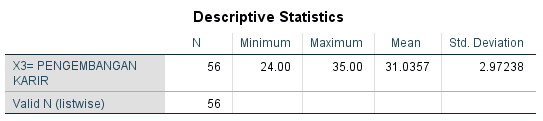 Descriptive Statistics
N Minimum Maximum Mean Std. Deviation
X3= PENGEMBANGAN KARIR 56 24.00 35.00 31.0357 2.97238
Valid N (listwise) 56